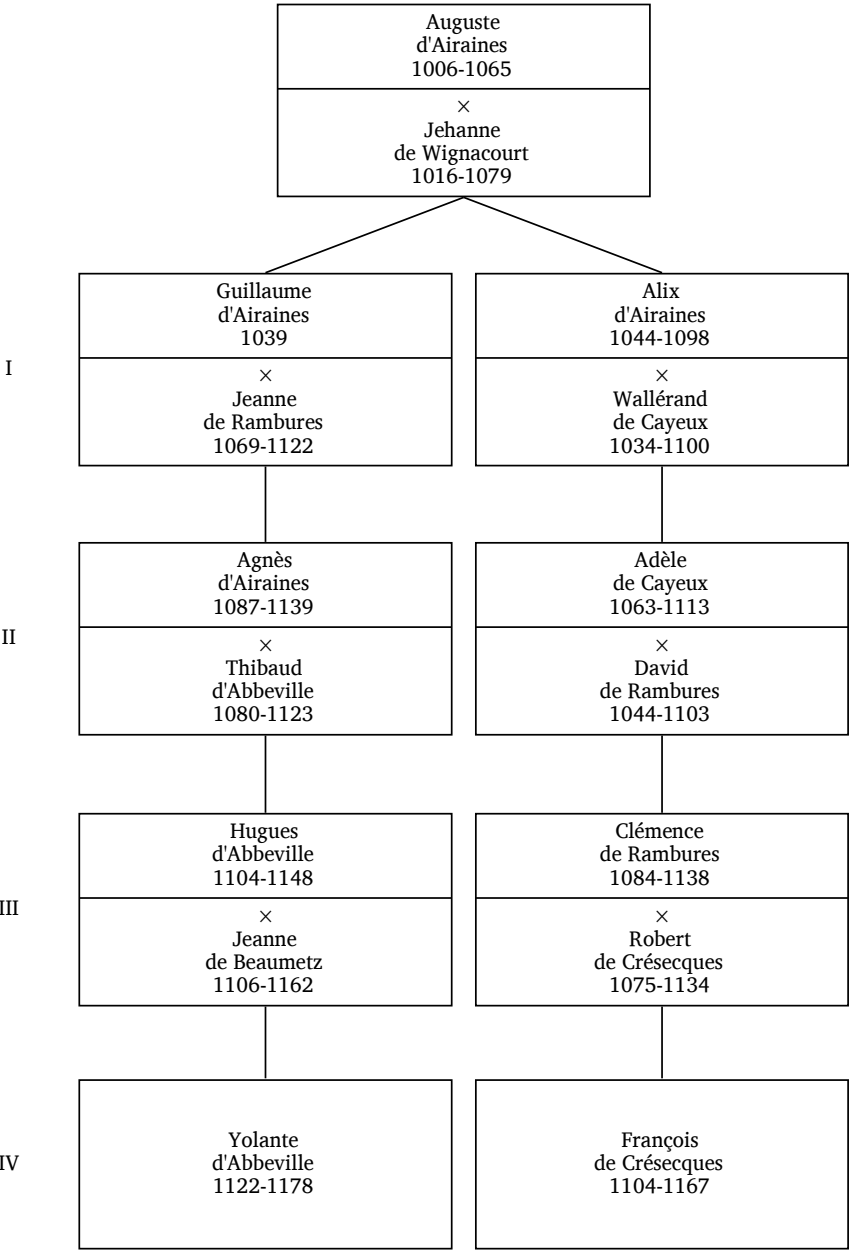 Auguste
d'Airaines
1006-1065
×
Jehanne
de Wignacourt
1016-1079
I
Guillaume
d'Airaines
1039
×
Jeanne
de Rambures
1069-1122
Alix
d'Airaines
1044-1098
×
Wallérand
de Cayeux
1034-1100
II
Agnès
d'Airaines
1087-1139
×
Thibaud
d'Abbeville
1080-1123
Adèle
de Cayeux
1063-1113
×
David
de Rambures
1044-1103
III
Hugues
d'Abbeville
1104-1148
×
Jeanne
de Beaumetz
1106-1162
Clémence
de Rambures
1084-1138
×
Robert
de Crésecques
1075-1134
IV
Yolante
d'Abbeville
1122-1178
François
de Crésecques
1104-1167